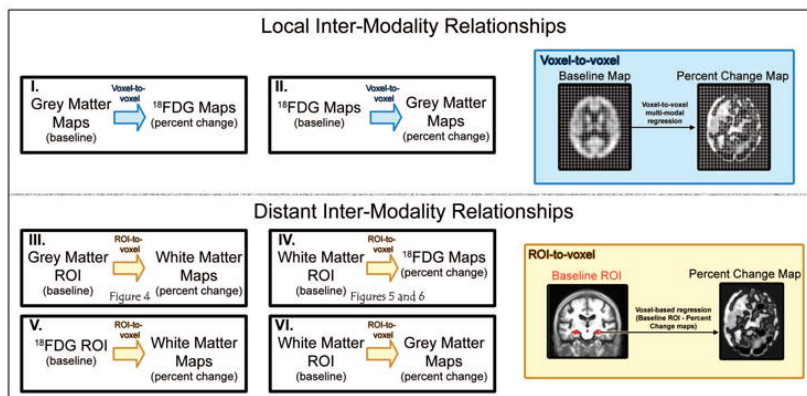 Local Inter-Modality Relationships
I.
Grey Matter
Maps
(baseline)
Voxel-to-
voxel
¹⁸FDG Maps
(percent change)
II.
¹⁸FDG Maps
(baseline)
Voxel-to-
voxel
Grey Matter
Maps
(percent change)
Voxel-to-voxel
Baseline Map
Percent Change Map
Voxel-to-voxel
multi-modal
regression
Distant Inter-Modality Relationships
III.
Grey Matter
ROI
(baseline)
ROI-to-
voxel
White Matter
Maps
(percent change)
Figure 4
IV.
White Matter
ROI
(baseline)
ROI-to-
voxel
¹⁸FDG Maps
(percent change)
Figures 5 and 6
V.
¹⁸FDG ROI
(baseline)
ROI-to-
voxel
White Matter
Maps
(percent change)
VI.
White Matter
ROI
(baseline)
ROI-to-
voxel
Grey Matter
Maps
(percent change)
ROI-to-voxel
Baseline ROI
Percent Change Map
Voxel-based regression
(Baseline ROI - Percent
Change maps)